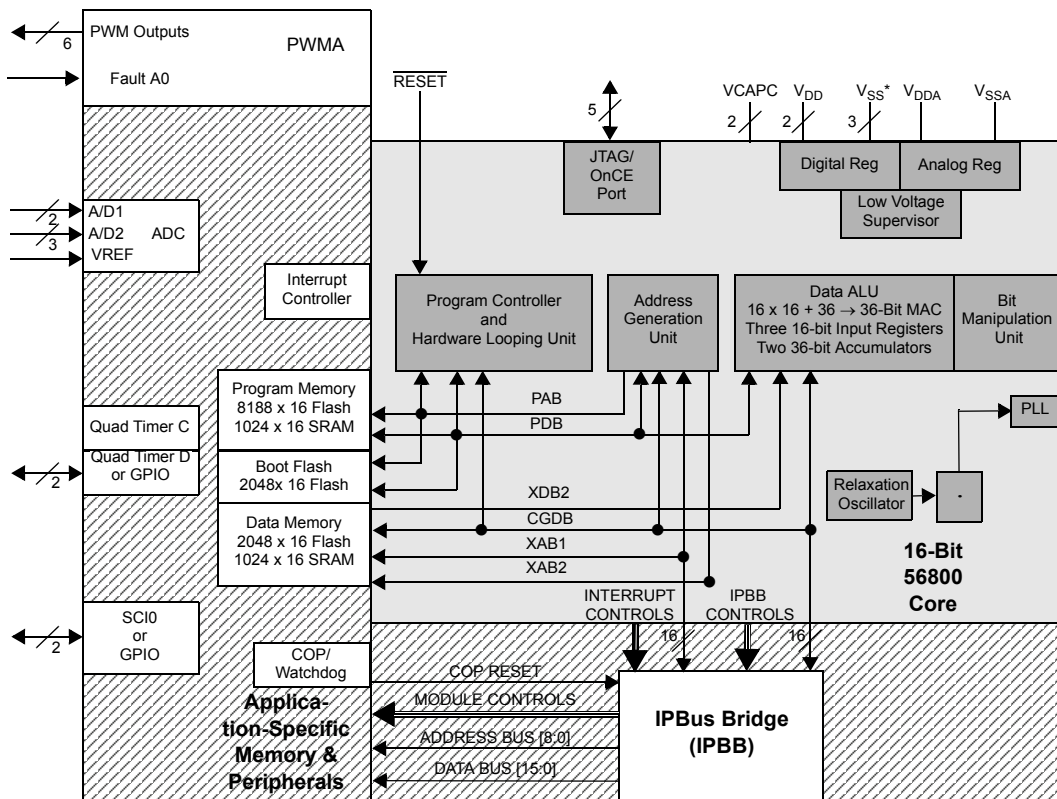 PWM Outputs
6
PWMA
Fault A0
RESET
5
VCAPC
VDD
VSS*
VDDA
VSSA
2
2
3
JTAG/
OnCE
Port
Digital Reg
Analog Reg
Low Voltage
Supervisor
A/D1
2
A/D2
ADC
3
VREF
Interrupt
Controller
Program Controller
and
Hardware Looping Unit
Address
Generation
Unit
Data ALU
16 x 16 + 36 → 36-Bit MAC
Three 16-bit Input Registers
Two 36-bit Accumulators
Bit
Manipulation
Unit
Program Memory
8188 x 16 Flash
1024 x 16 SRAM
PAB
PDB
PLL
Quad Timer C
Quad Timer D
or GPIO
2
Boot Flash
2048x 16 Flash
XDB2
CGDB
XAB1
XAB2
Relaxation
Oscillator
-
Data Memory
2048 x 16 Flash
1024 x 16 SRAM
16-Bit
56800
Core
INTERRUPT
CONTROLS
IPBB
CONTROLS
16
16
SCI0
or
GPIO
2
COP/
Watchdog
COP RESET
MODULE CONTROLS
ADDRESS BUS [8:0]
DATA BUS [15:0]
Applica-
tion-Specific
Memory &
Peripherals
IPBus Bridge
(IPBB)